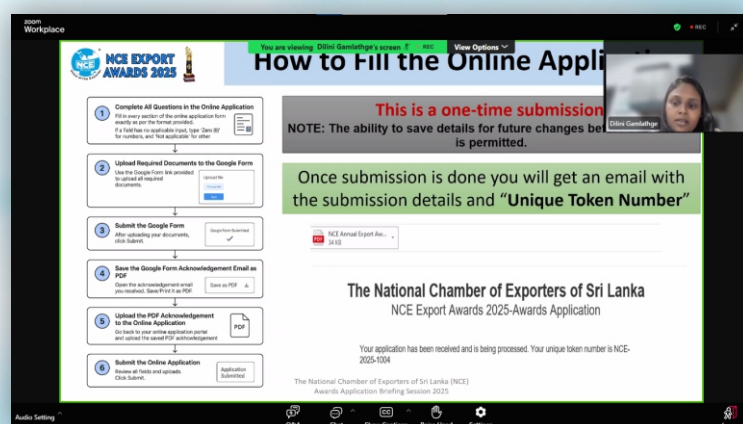 zoom
Workplace
REC
You are viewing Dilini Gamlathge's screen
REC
View Options
NCE
NCE EXPORT
AWARDS 2025
How to Fill the Online
1
Complete All Questions in the Online Application
Fill in every section of the online application form
exactly as per the format provided.
If a field has no applicable input, type 'Zero (0)'
for numbers, and 'Not applicable' for other
2
Upload Required Documents to the Google Form
Use the Google Form link provided
to upload all required
documents.
Upload file
3
Submit the Google Form
After uploading your documents,
click Submit.
Google Form Submitted
4
Save the Google Form Acknowledgement Email as
PDF
Open the acknowledgement email
you received. Save/Print it as PDF.
Save as PDF
5
Upload the PDF Acknowledgement
to the Online Application
Go back to your online application portal
and upload the saved PDF acknowledgement
PDF
6
Submit the Online Application
Review all fields and uploads
Click Submit.
Application
Submitted
This is a one-time submission
NOTE: The ability to save details for future changes
is permitted.
Dilini Gamlathge
Once submission is done you will get an email with
the submission details and “Unique Token Number”
PDF
NCE Annual Export Aw...
34 KB
The National Chamber of Exporters of Sri Lanka
NCE Export Awards 2025-Awards Application
Your application has been received and is being processed. Your unique token number is NCE-
2025-1004
The National Chamber of Exporters of Sri Lanka (NCE)
Awards Application Briefing Session 2025
Audio Setting